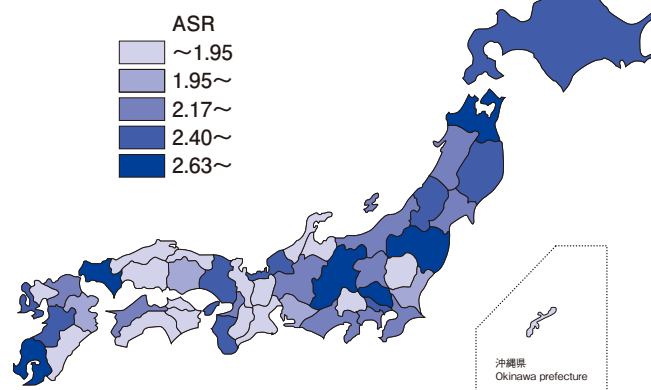 ASR
～1.95
1.95～
2.17～
2.40～
2.63～
沖縄県
Okinawa prefecture